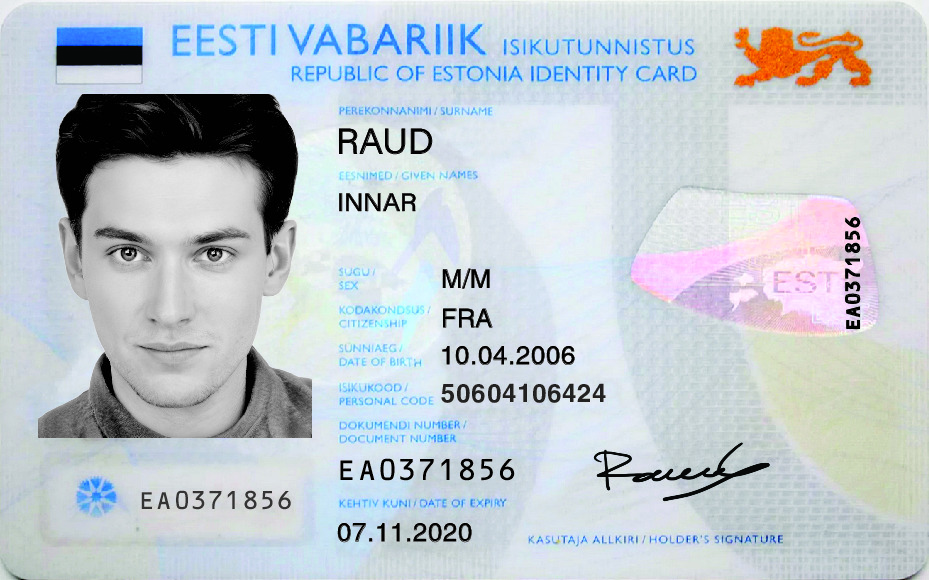 EESTI VABARIIK ISIKUTUNNISTUS
REPUBLIC OF ESTONIA IDENTITY CARD
PEREKONNANIMI / SURNAME
RAUD
EESNIMED / GIVEN NAMES
INNAR
SUGU / SEX
M/M
KODAKONDSUS / CITIZENSHIP
FRA
SÜNNIAEG / DATE OF BIRTH
10.04.2006
ISIKUKOOD / PERSONAL CODE
50604106424
DOKUMENDI NUMBER / DOCUMENT NUMBER
EA0371856
KEHTIV KUNI / DATE OF EXPIRY
07.11.2020
KASUTAJA ALLKIRI / HOLDER'S SIGNATURE
EA0371856
EST
EA0371856